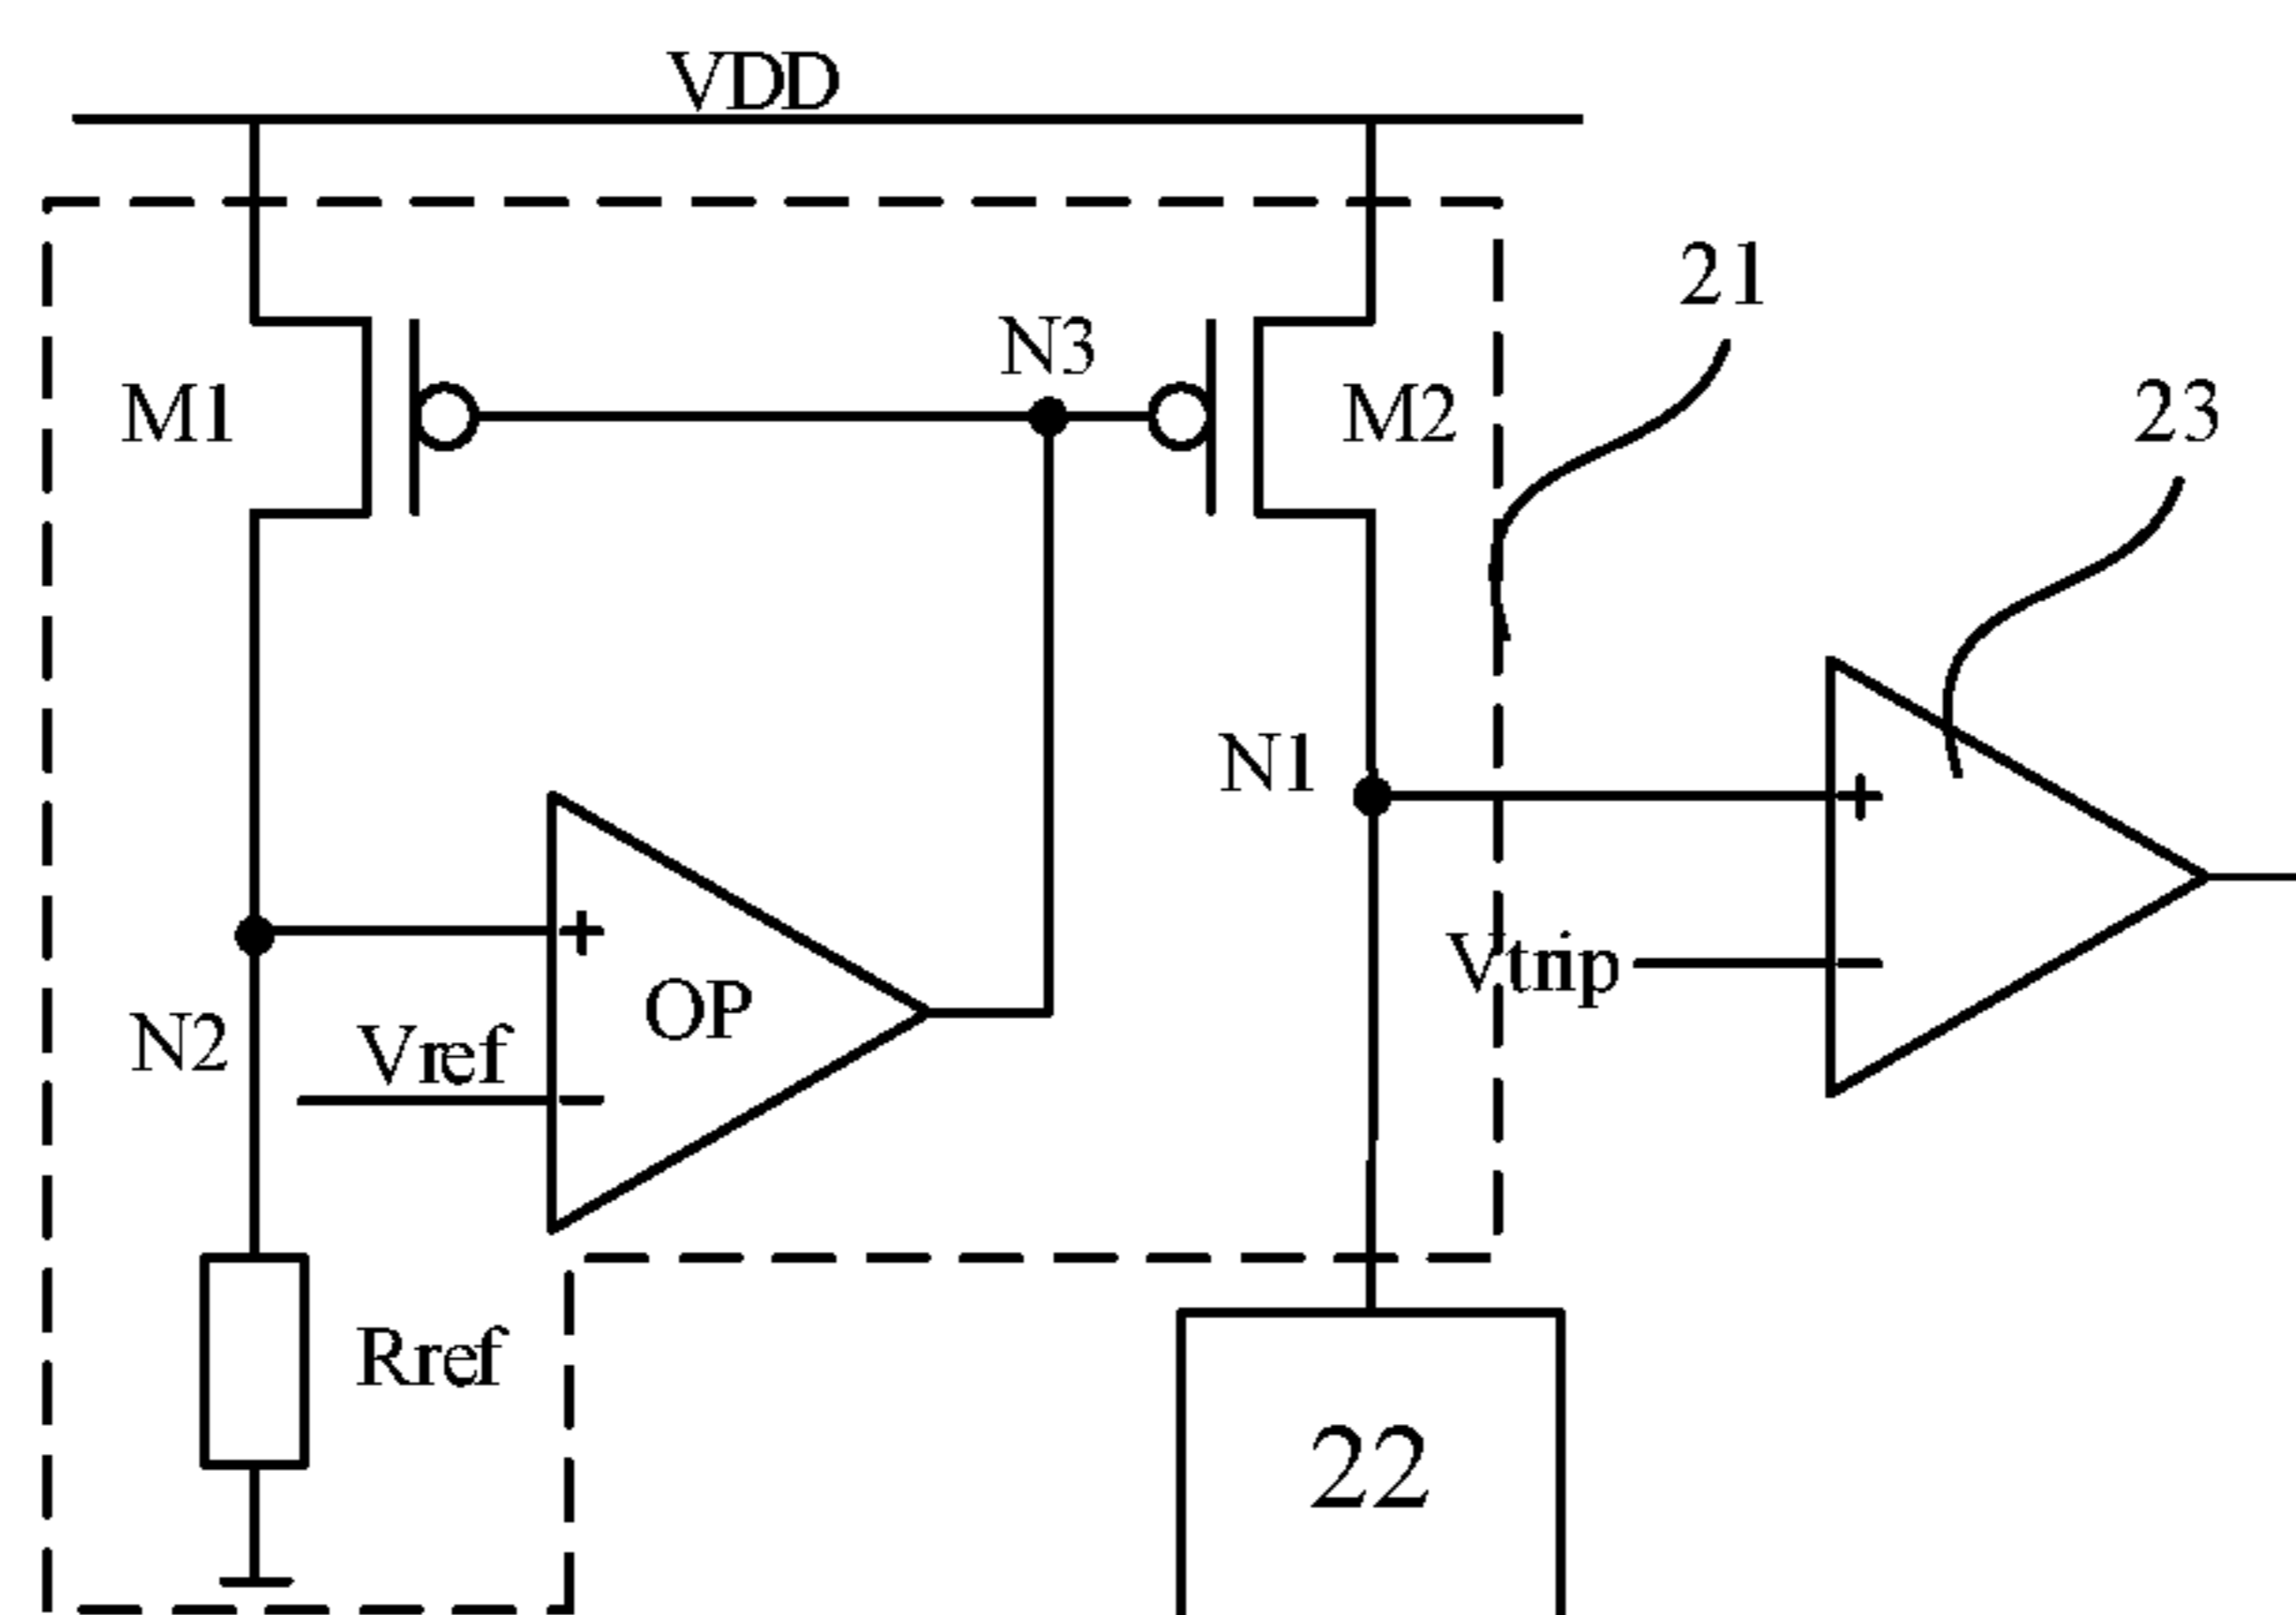 VDD
21
N3
M1
M2
23
N1
+
+
Vtrip
OP
N2
Vref
Rref
22